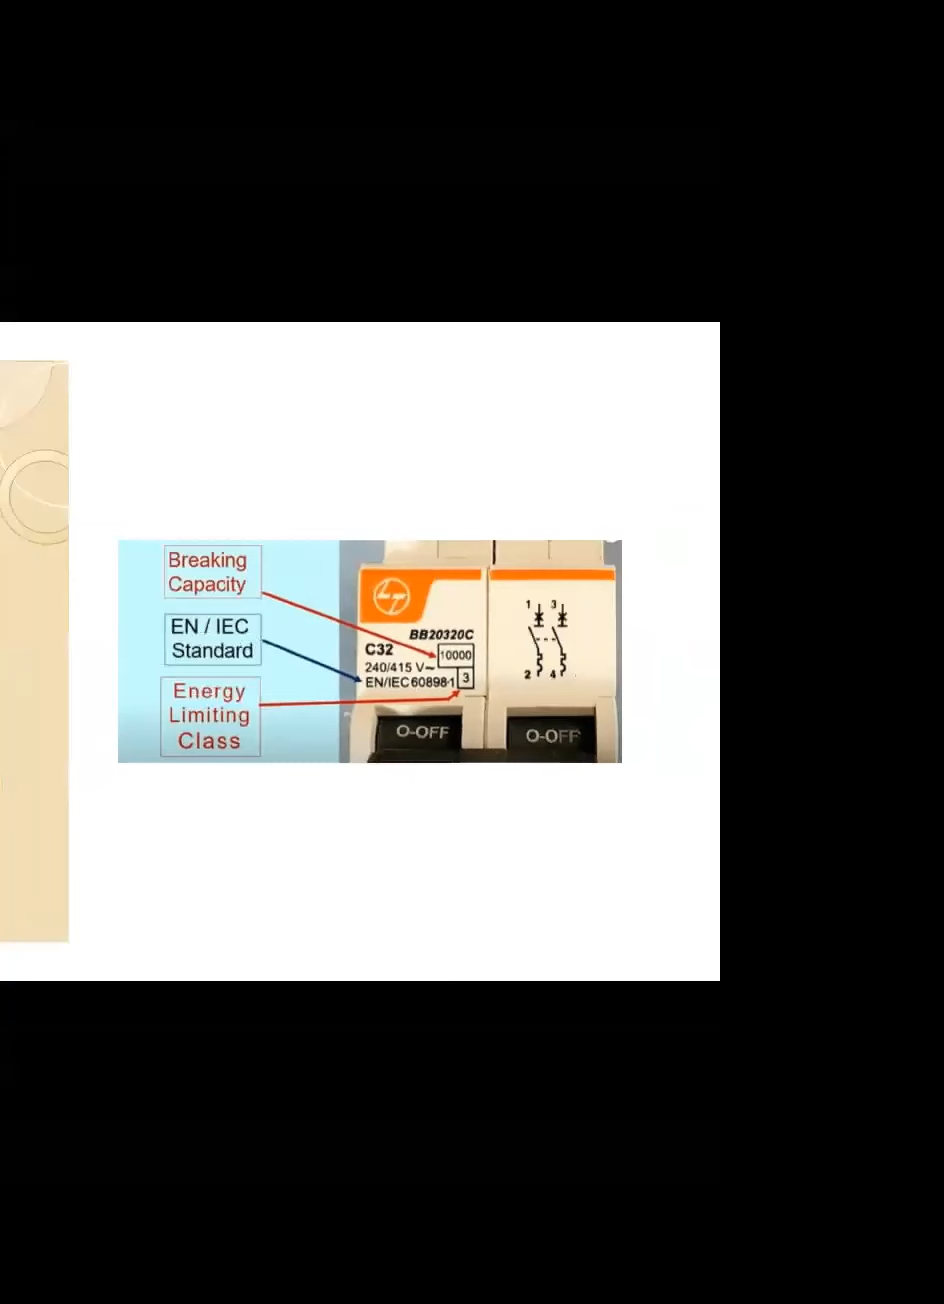 Breaking
Capacity
EN / IEC
Standard
Energy
Limiting
Class
BB20320C
C32
10000
240/415 V~
EN/IEC 60898-1
3
O-OFF
1 3
2 4
O-OFF